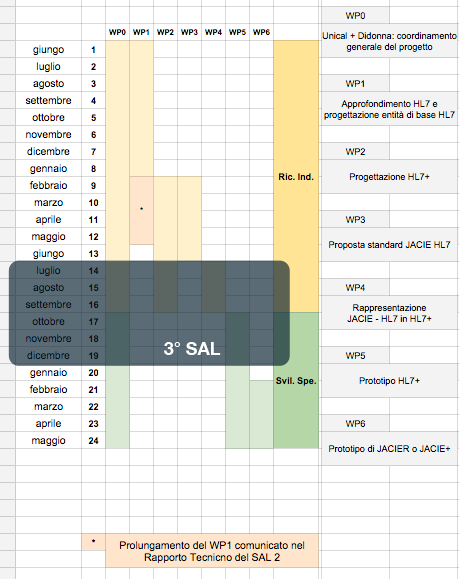 WP0 WP1 WP2 WP3 WP4 WP5 WP6
giungo 1
luglio 2
agosto 3
settembre 4
ottobre 5
novembre 6
dicembre 7
gennaio 8
febbraio 9
marzo 10
aprile 11
*
maggio 12
giungo 13
luglio 14
agosto 15
settembre 16
ottobre 17
novembre 18
dicembre 19
gennaio 20
febbraio 21
marzo 22
aprile 23
maggio 24
3° SAL
Ric. Ind.
Svil. Spe.
WP0
Unical + Didonna: coordinamento
generale del progetto
WP1
Approfondimento HL7 e
progettazione entità di base HL7
WP2
Progettazione HL7+
WP3
Proposta standard JACIE HL7
WP4
Rappresentazione
JACIE - HL7 in HL7+
WP5
Prototipo HL7+
WP6
Prototipo di JACIER o JACIE+
* Prolungamento del WP1 comunicato nel
Rapporto Tecnicno del SAL 2